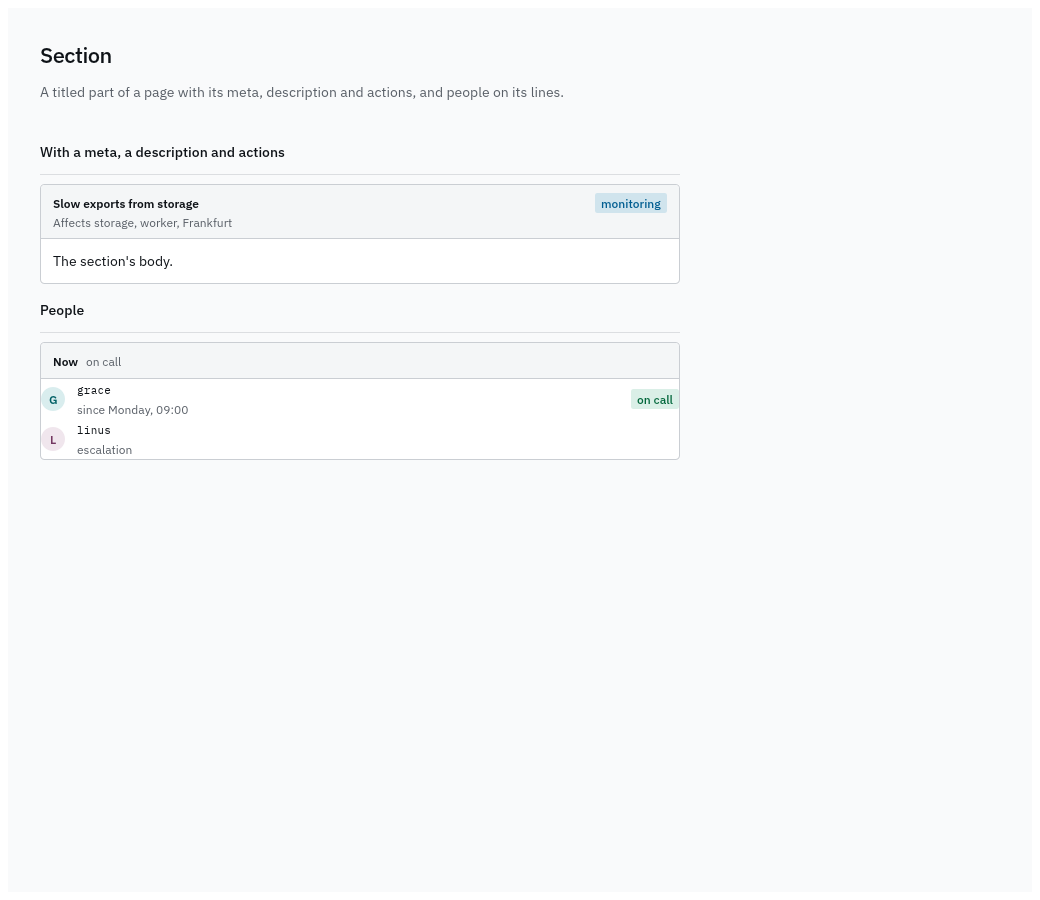 Section
A titled part of a page with its meta, description and actions, and people on its lines.
With a meta, a description and actions
Slow exports from storage
monitoring
Affects storage, worker, Frankfurt
The section's body.
People
Now on call
G
grace
on call
since Monday, 09:00
L
linus
escalation